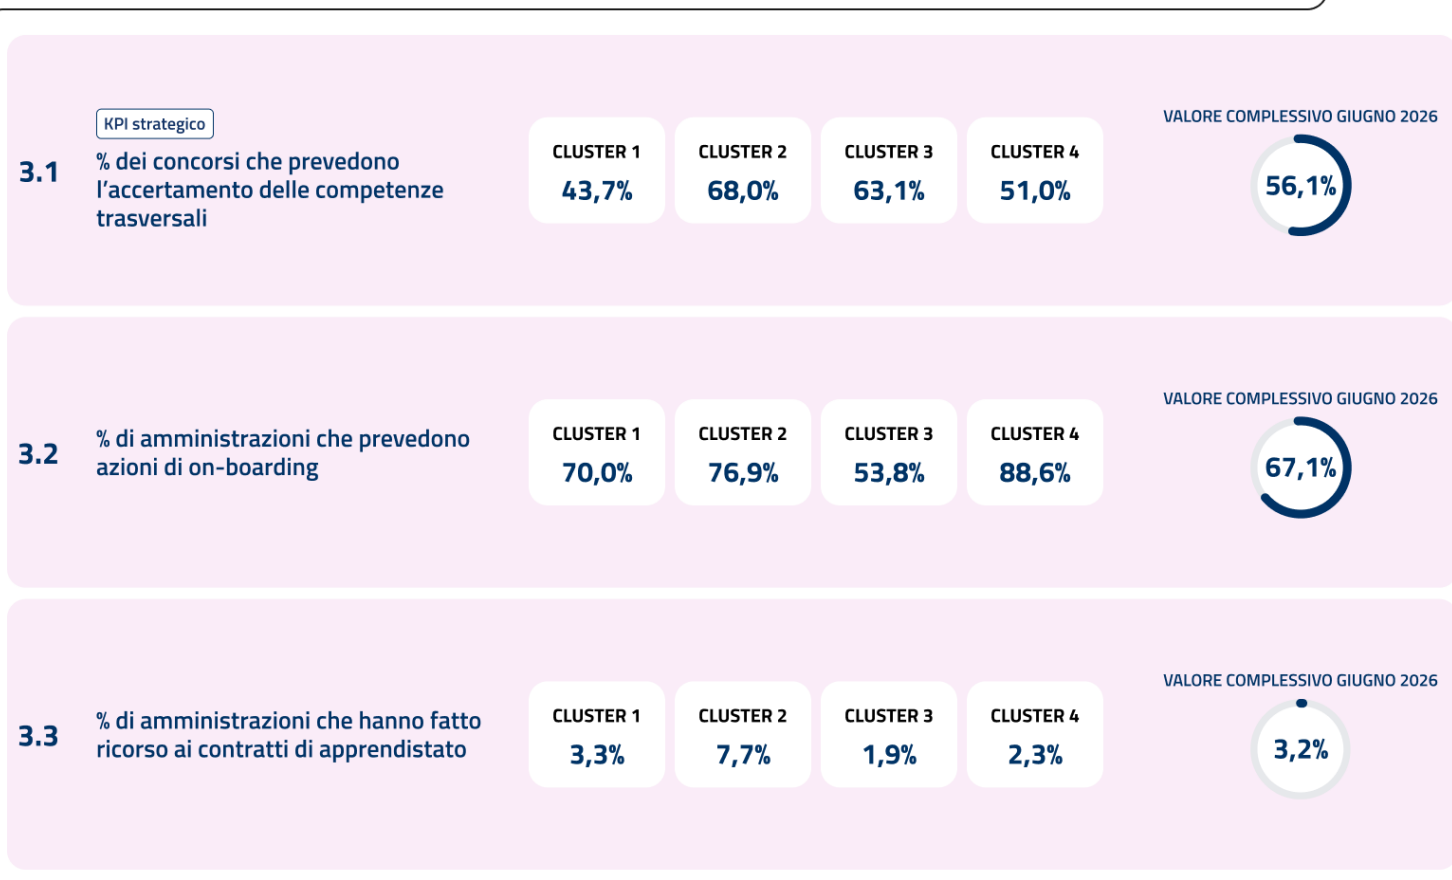 KPI strategico
3.1
% dei concorsi che prevedono
l'accertamento delle competenze
trasversali
CLUSTER 1
43,7%
CLUSTER 2
68,0%
CLUSTER 3
63,1%
CLUSTER 4
51,0%
VALORE COMPLESSIVO GIUGNO 2026
56,1%
3.2
% di amministrazioni che prevedono
azioni di on-boarding
CLUSTER 1
70,0%
CLUSTER 2
76,9%
CLUSTER 3
53,8%
CLUSTER 4
88,6%
VALORE COMPLESSIVO GIUGNO 2026
67,1%
3.3
% di amministrazioni che hanno fatto
ricorso ai contratti di apprendistato
CLUSTER 1
3,3%
CLUSTER 2
7,7%
CLUSTER 3
1,9%
CLUSTER 4
2,3%
VALORE COMPLESSIVO GIUGNO 2026
3,2%